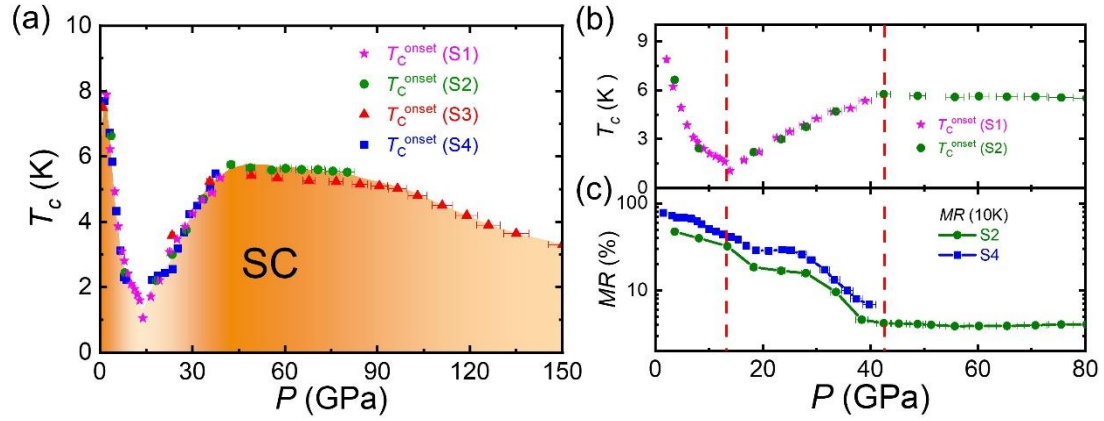 (a)
T_c (K)
8
6
4
2
0
T_C^onset (S1)
T_C^onset (S2)
T_C^onset (S3)
T_C^onset (S4)
SC
0 30 60 90 120 150
P (GPa)
(b)
T_c (K )
9
6
3
0
T_C^onset (S1)
T_C^onset (S2)
(c)
MR (%)
100
10
MR (10K)
S2
S4
0 20 40 60 80
P (GPa)